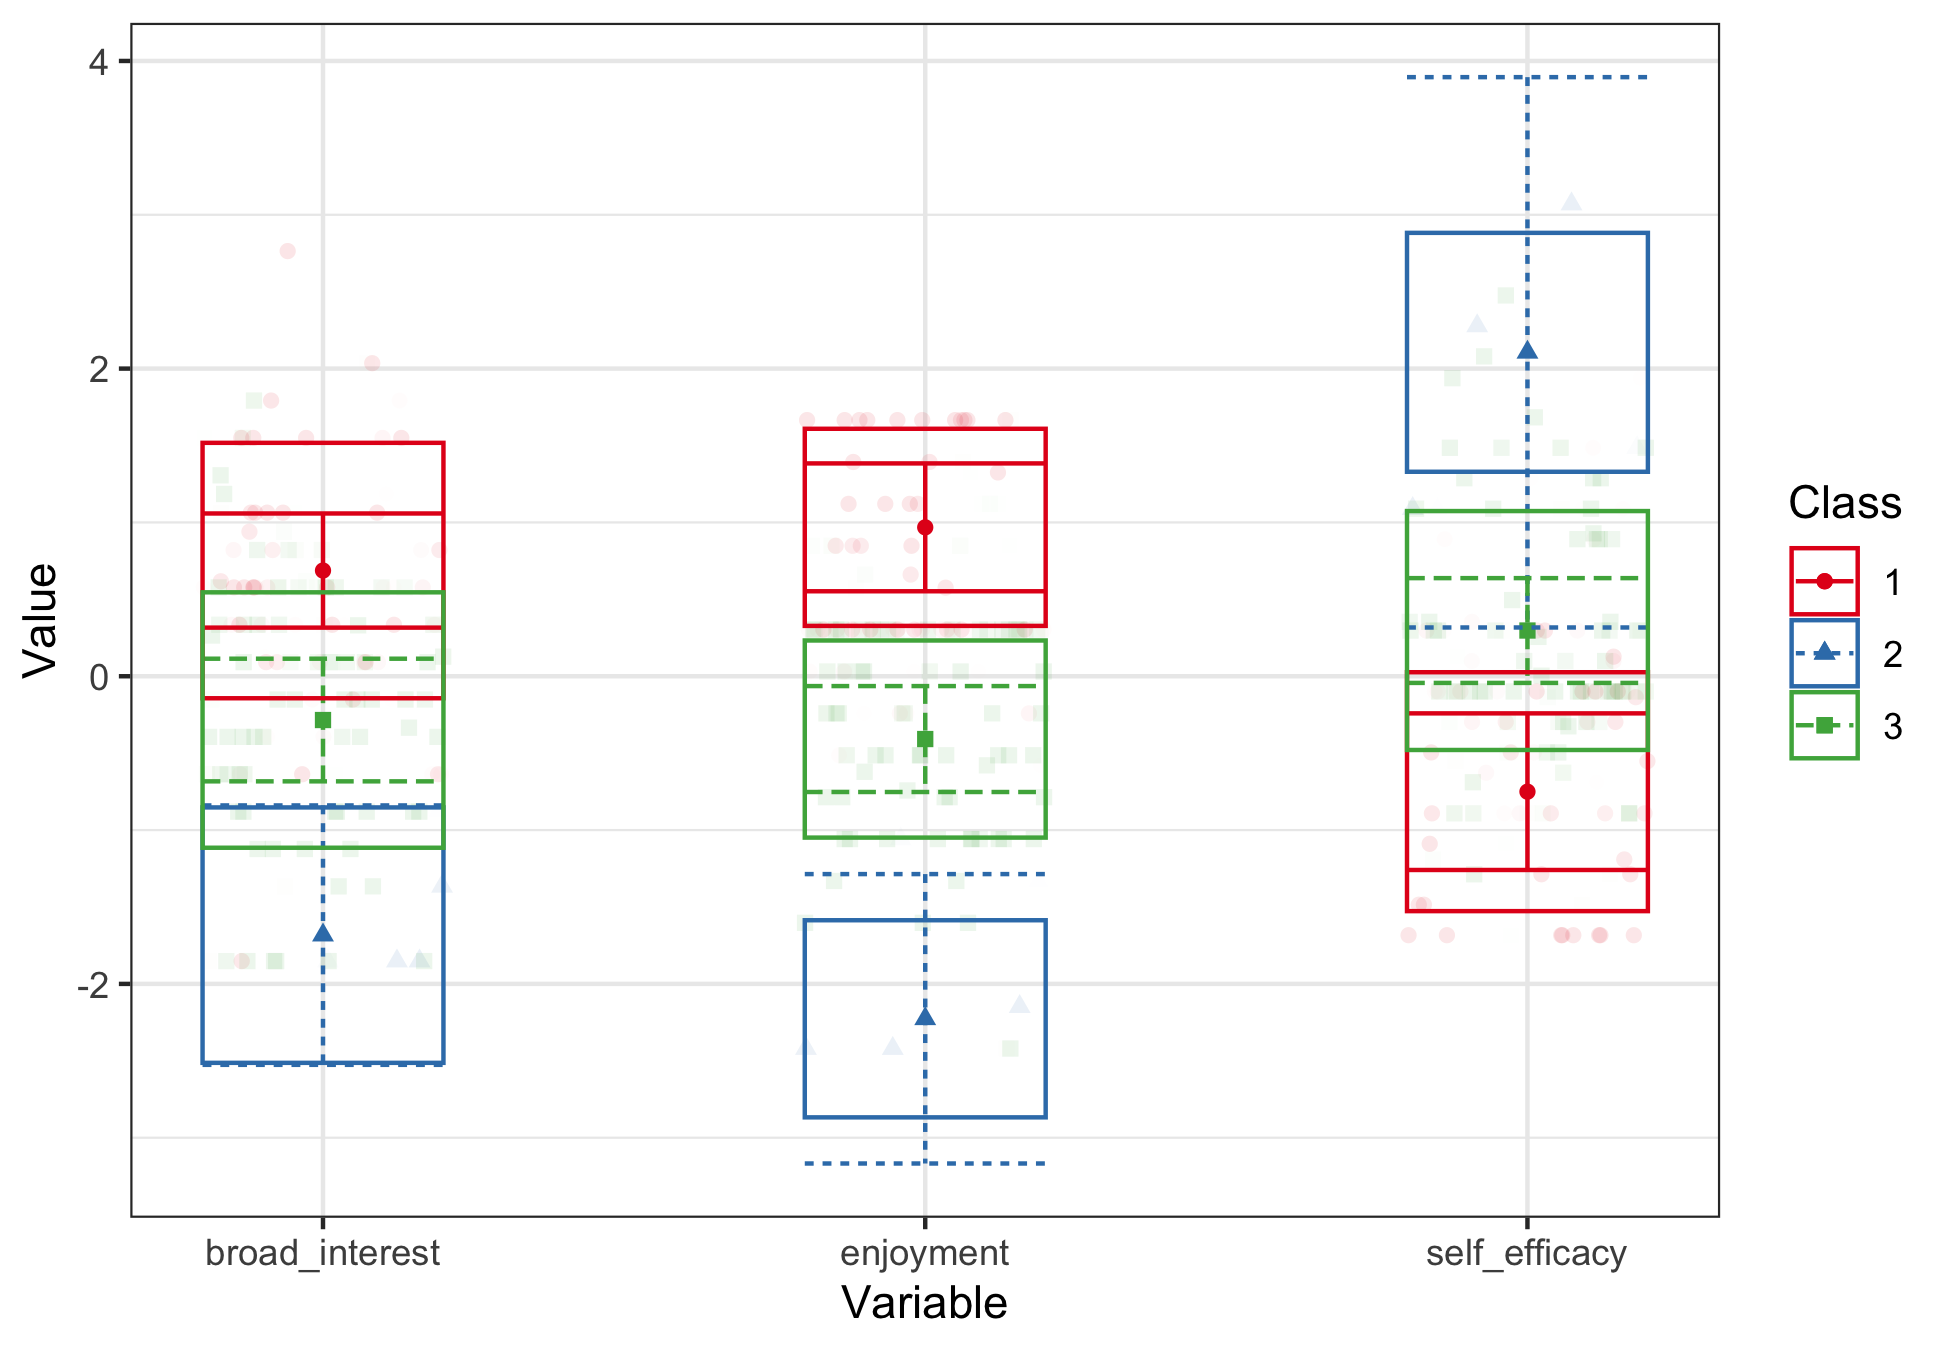 4
2
0
-2
Value
broad_interest
enjoyment
self_efficacy
Variable
Class
1
2
3